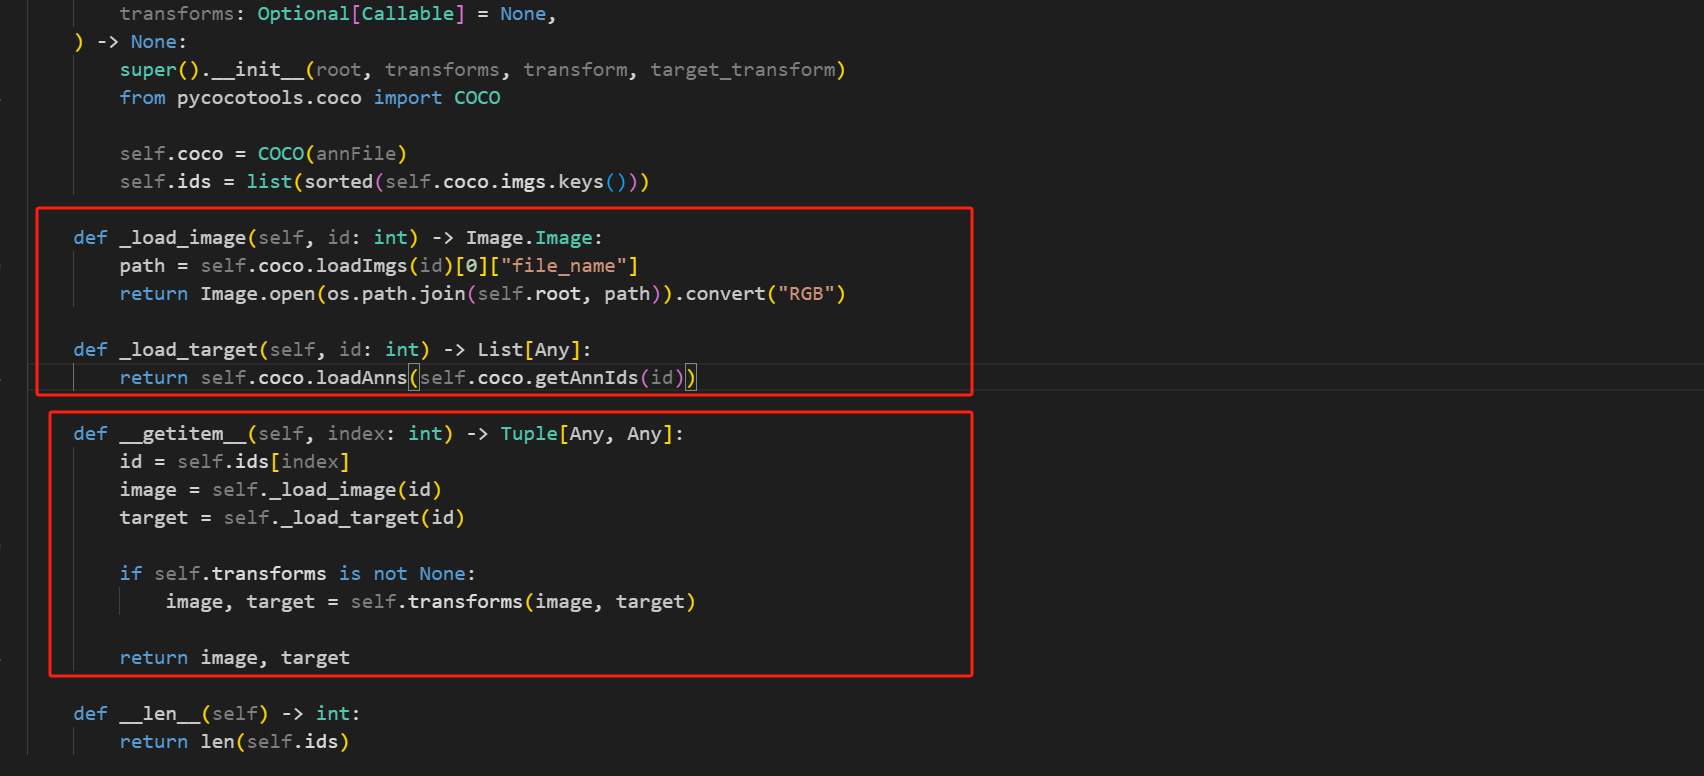 transforms: Optional[Callable] = None,
) -> None:
super().__init__(root, transforms, transform, target_transform)
from pycocotools.coco import COCO
self.coco = COCO(annFile)
self.ids = list(sorted(self.coco.imgs.keys()))
def _load_image(self, id: int) -> Image.Image:
path = self.coco.loadImgs(id)[0]["file_name"]
return Image.open(os.path.join(self.root, path)).convert("RGB")
def _load_target(self, id: int) -> List[Any]:
return self.coco.loadAnns(self.coco.getAnnIds(id))
def __getitem__(self, index: int) -> Tuple[Any, Any]:
id = self.ids[index]
image = self._load_image(id)
target = self._load_target(id)
if self.transforms is not None:
image, target = self.transforms(image, target)
return image, target
def __len__(self) -> int:
return len(self.ids)